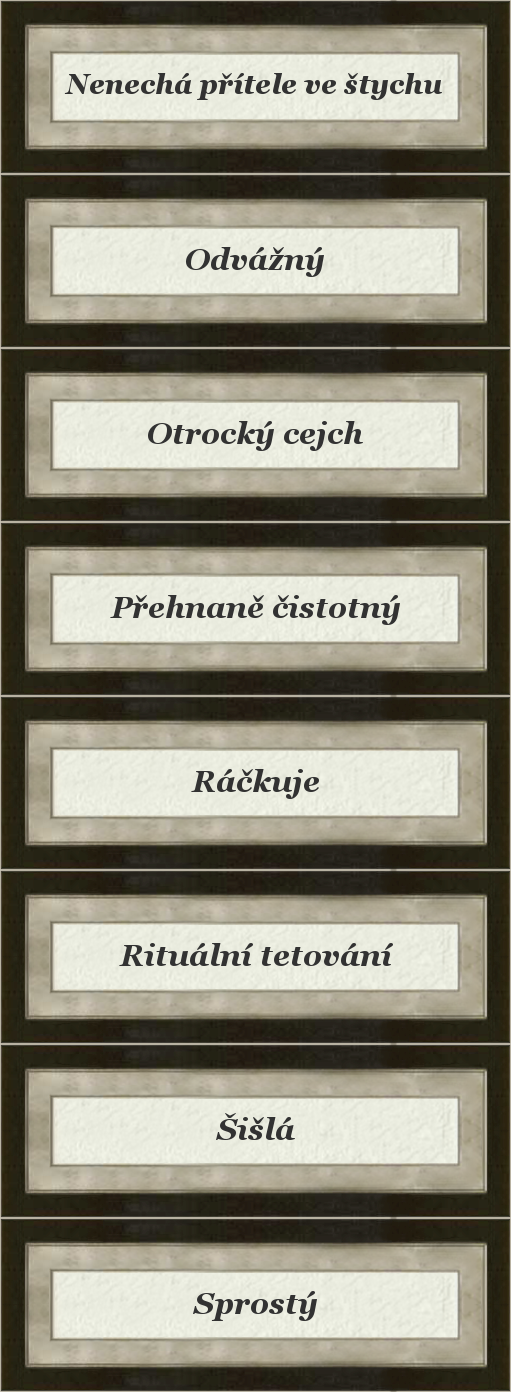 Nenechá přítele ve štychu
Odvážný
Otrocký cejch
Přehnaně čistotný
Ráčkuje
Rituální tetování
Šišlá
Sprostý